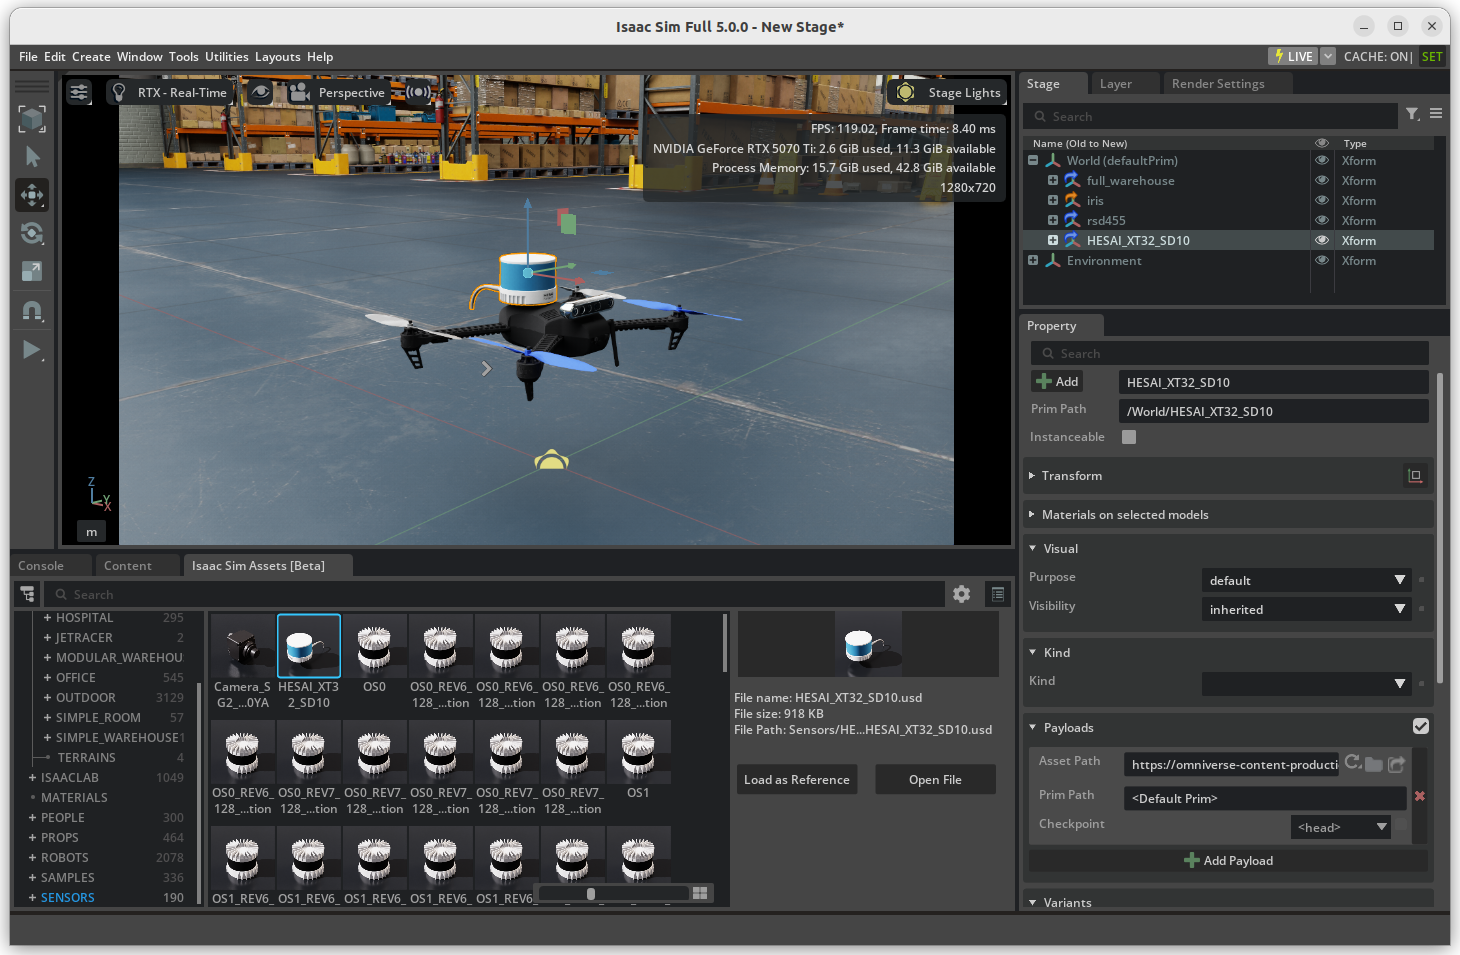 Isaac Sim Full 5.0.0 - New Stage*
File Edit Create Window Tools Utilities Layouts Help
LIVE
CACHE: ON| SET
RTX - Real-Time
Perspective
Stage Lights
FPS: 119.02, Frame time: 8.40 ms
NVIDIA GeForce RTX 5070 Ti: 2.6 GiB used, 11.3 GiB available
Process Memory: 15.7 GiB used, 42.8 GiB available
1280x720
Z
Y
X
m
Stage Layer Render Settings
Search
Name (Old to New) Type
World (defaultPrim) Xform
full_warehouse Xform
iris Xform
rsd455 Xform
HESAI_XT32_SD10 Xform
Environment Xform
Property
Search
Add HESAI_XT32_SD10
Prim Path /World/HESAI_XT32_SD10
Instanceable
Transform
Materials on selected models
Visual
Purpose default
Visibility inherited
Kind
Kind
Payloads
Asset Path https://omniverse-content-producti
Prim Path <Default Prim>
Checkpoint <head>
Add Payload
Variants
Console Content Isaac Sim Assets [Beta]
Search
+ HOSPITAL 295
+ JETRACER 2
+ MODULAR_WAREHOU
+ OFFICE 545
+ OUTDOOR 3129
+ SIMPLE_ROOM 57
+ SIMPLE_WAREHOUSE1
TERRAINS 4
+ ISAACLAB 1049
MATERIALS
+ PEOPLE 300
+ PROPS 464
+ ROBOTS 2078
+ SAMPLES 336
+ SENSORS 190
Camera_S HESAI_XT3 OS0 OS0_REV6_ OS0_REV6_ OS0_REV6_ OS0_REV6_
G2_...0YA 2_SD10 128_...tion 128_...tion 128_...tion 128_...tion
OS0_REV6_ OS0_REV7_ OS0_REV7_ OS0_REV7_ OS0_REV7_ OS0_REV7_ OS1
128_...tion 128_...tion 128_...tion 128_...tion 128_...tion 128_...tion
OS1_REV6_ OS1_REV6_ OS1_REV6_ OS1_REV6_ OS1_REV6_
File name: HESAI_XT32_SD10.usd
File size: 918 KB
File Path: Sensors/HE...HESAI_XT32_SD10.usd
Load as Reference Open File